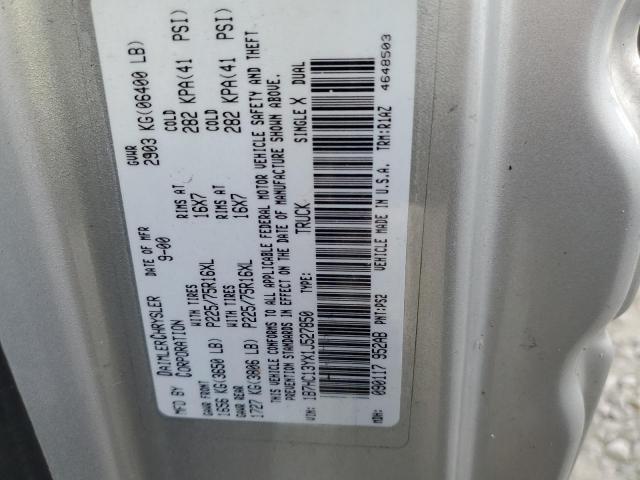 MFD BY DAIMLERCHRYSLER CORPORATION DATE OF MFR 9-00 GVWR 2903 KG(06400 LB)
GAWR FRONT WITH TIRES RIMS AT COLD
1656 KG(3650 LB) P225/75R16XL 16X7 282 KPA(41 PSI)
GAWR REAR WITH TIRES RIMS AT COLD
1727 KG(3806 LB) P225/75R16XL 16X7 282 KPA(41 PSI)
THIS VEHICLE CONFORMS TO ALL APPLICABLE FEDERAL MOTOR VEHICLE SAFETY AND THEFT
PREVENTION STANDARDS IN EFFECT ON THE DATE OF MANUFACTURE SHOWN ABOVE.
VIN: 1B7HC13YX1J527850 TYPE: TRUCK SINGLE X DUAL
090117 952AB PNT:PS2 VEHICLE MADE IN U.S.A. TRM:R1AZ 4648503